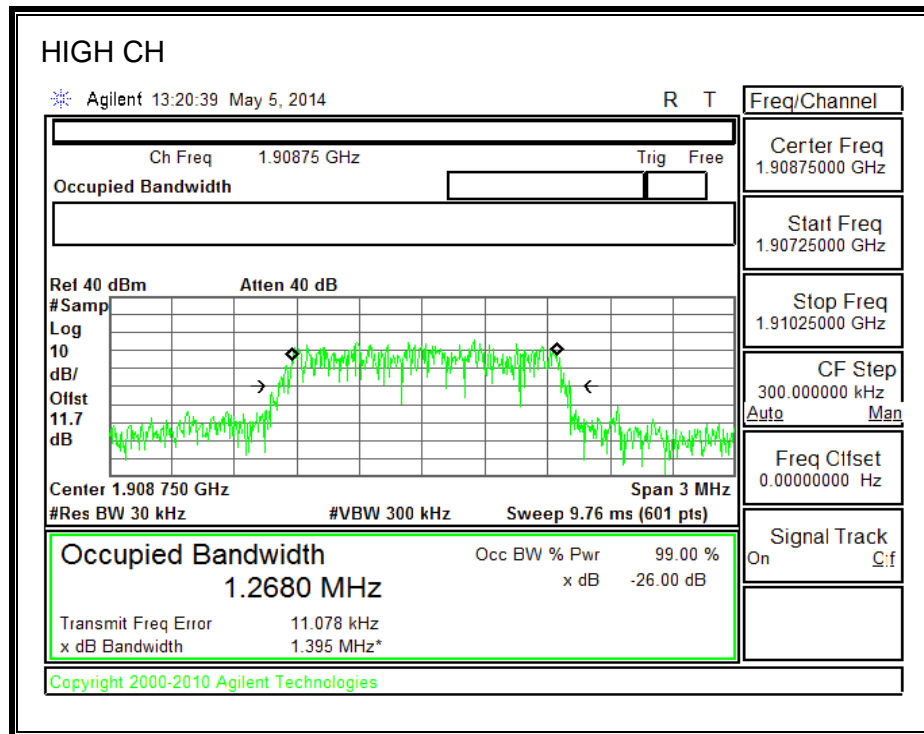 HIGH CH
Agilent 13:20:39 May 5, 2014 R T
Freq/Channel
Ch Freq 1.90875 GHz Trig Free
Occupied Bandwidth
Center Freq
1.90875000 GHz
Start Freq
1.90725000 GHz
Stop Freq
1.91025000 GHz
CF Step
300.000000 kHz
Auto Man
Freq Offset
0.00000000 Hz
Signal Track
On Off
Ref 40 dBm Atten 40 dB
#Samp
Log
10
dB/
Offst
11.7
dB
Center 1.908 750 GHz Span 3 MHz
#Res BW 30 kHz #VBW 300 kHz Sweep 9.76 ms (601 pts)
Occupied Bandwidth
1.2680 MHz
Occ BW % Pwr 99.00 %
x dB -26.00 dB
Transmit Freq Error 11.078 kHz
x dB Bandwidth 1.395 MHz*
Copyright 2000-2010 Agilent Technologies